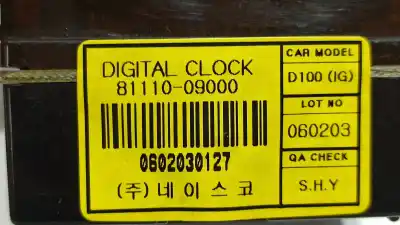 DIGITAL CLOCK
81110-09000
0602030127
(주)네이스코
CAR MODEL
D100 (IG)
LOT NO
060203
QA CHECK
S.H.Y